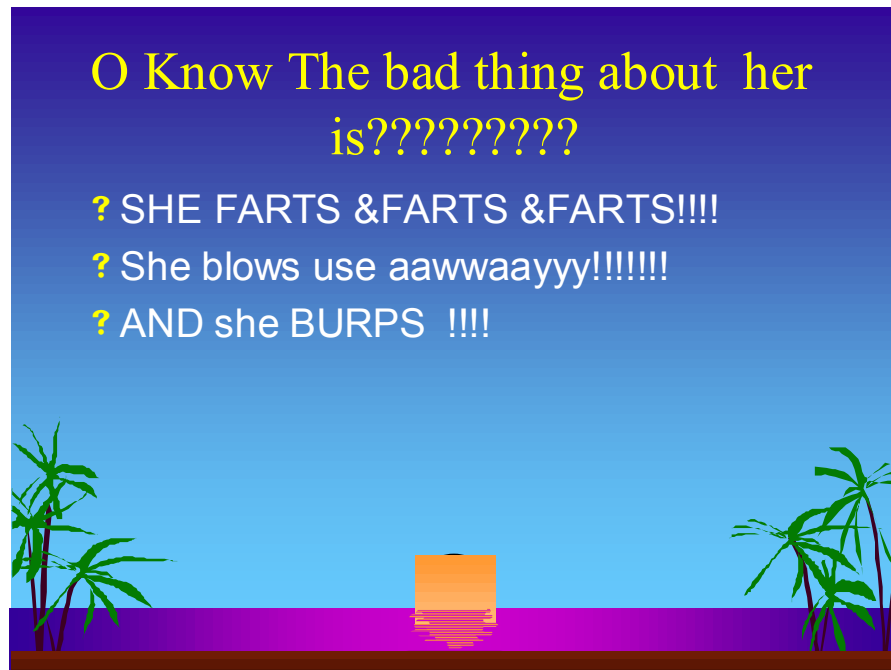 O Know The bad thing about  her
is?????????
? SHE FARTS &FARTS &FARTS!!!!
? She blows use aawwaayyy!!!!!!!
? AND she BURPS  !!!!